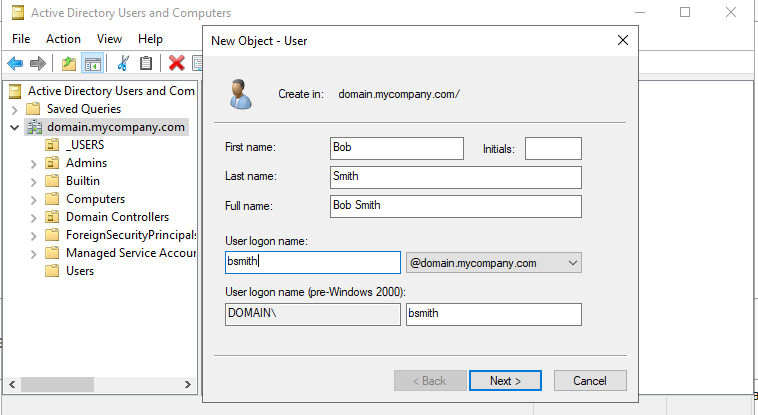 Active Directory Users and Computers
File Action View
New Object - User
Active Directory Users and Com
Saved Queries
domain.mycompany.com
_USERS
Admins
Builtin
Computers
Domain Controllers
ForeignSecurityPrincipals
Managed Service Accoun
Users
Create in: domain.mycompany.com/
First name: Bob Initials:
Last name: Smith
Full name: Bob Smith
User logon name:
bsmith @domain.mycompany.com
User logon name (pre-Windows 2000):
DOMAIN\ bsmith
< Back Next > Cancel